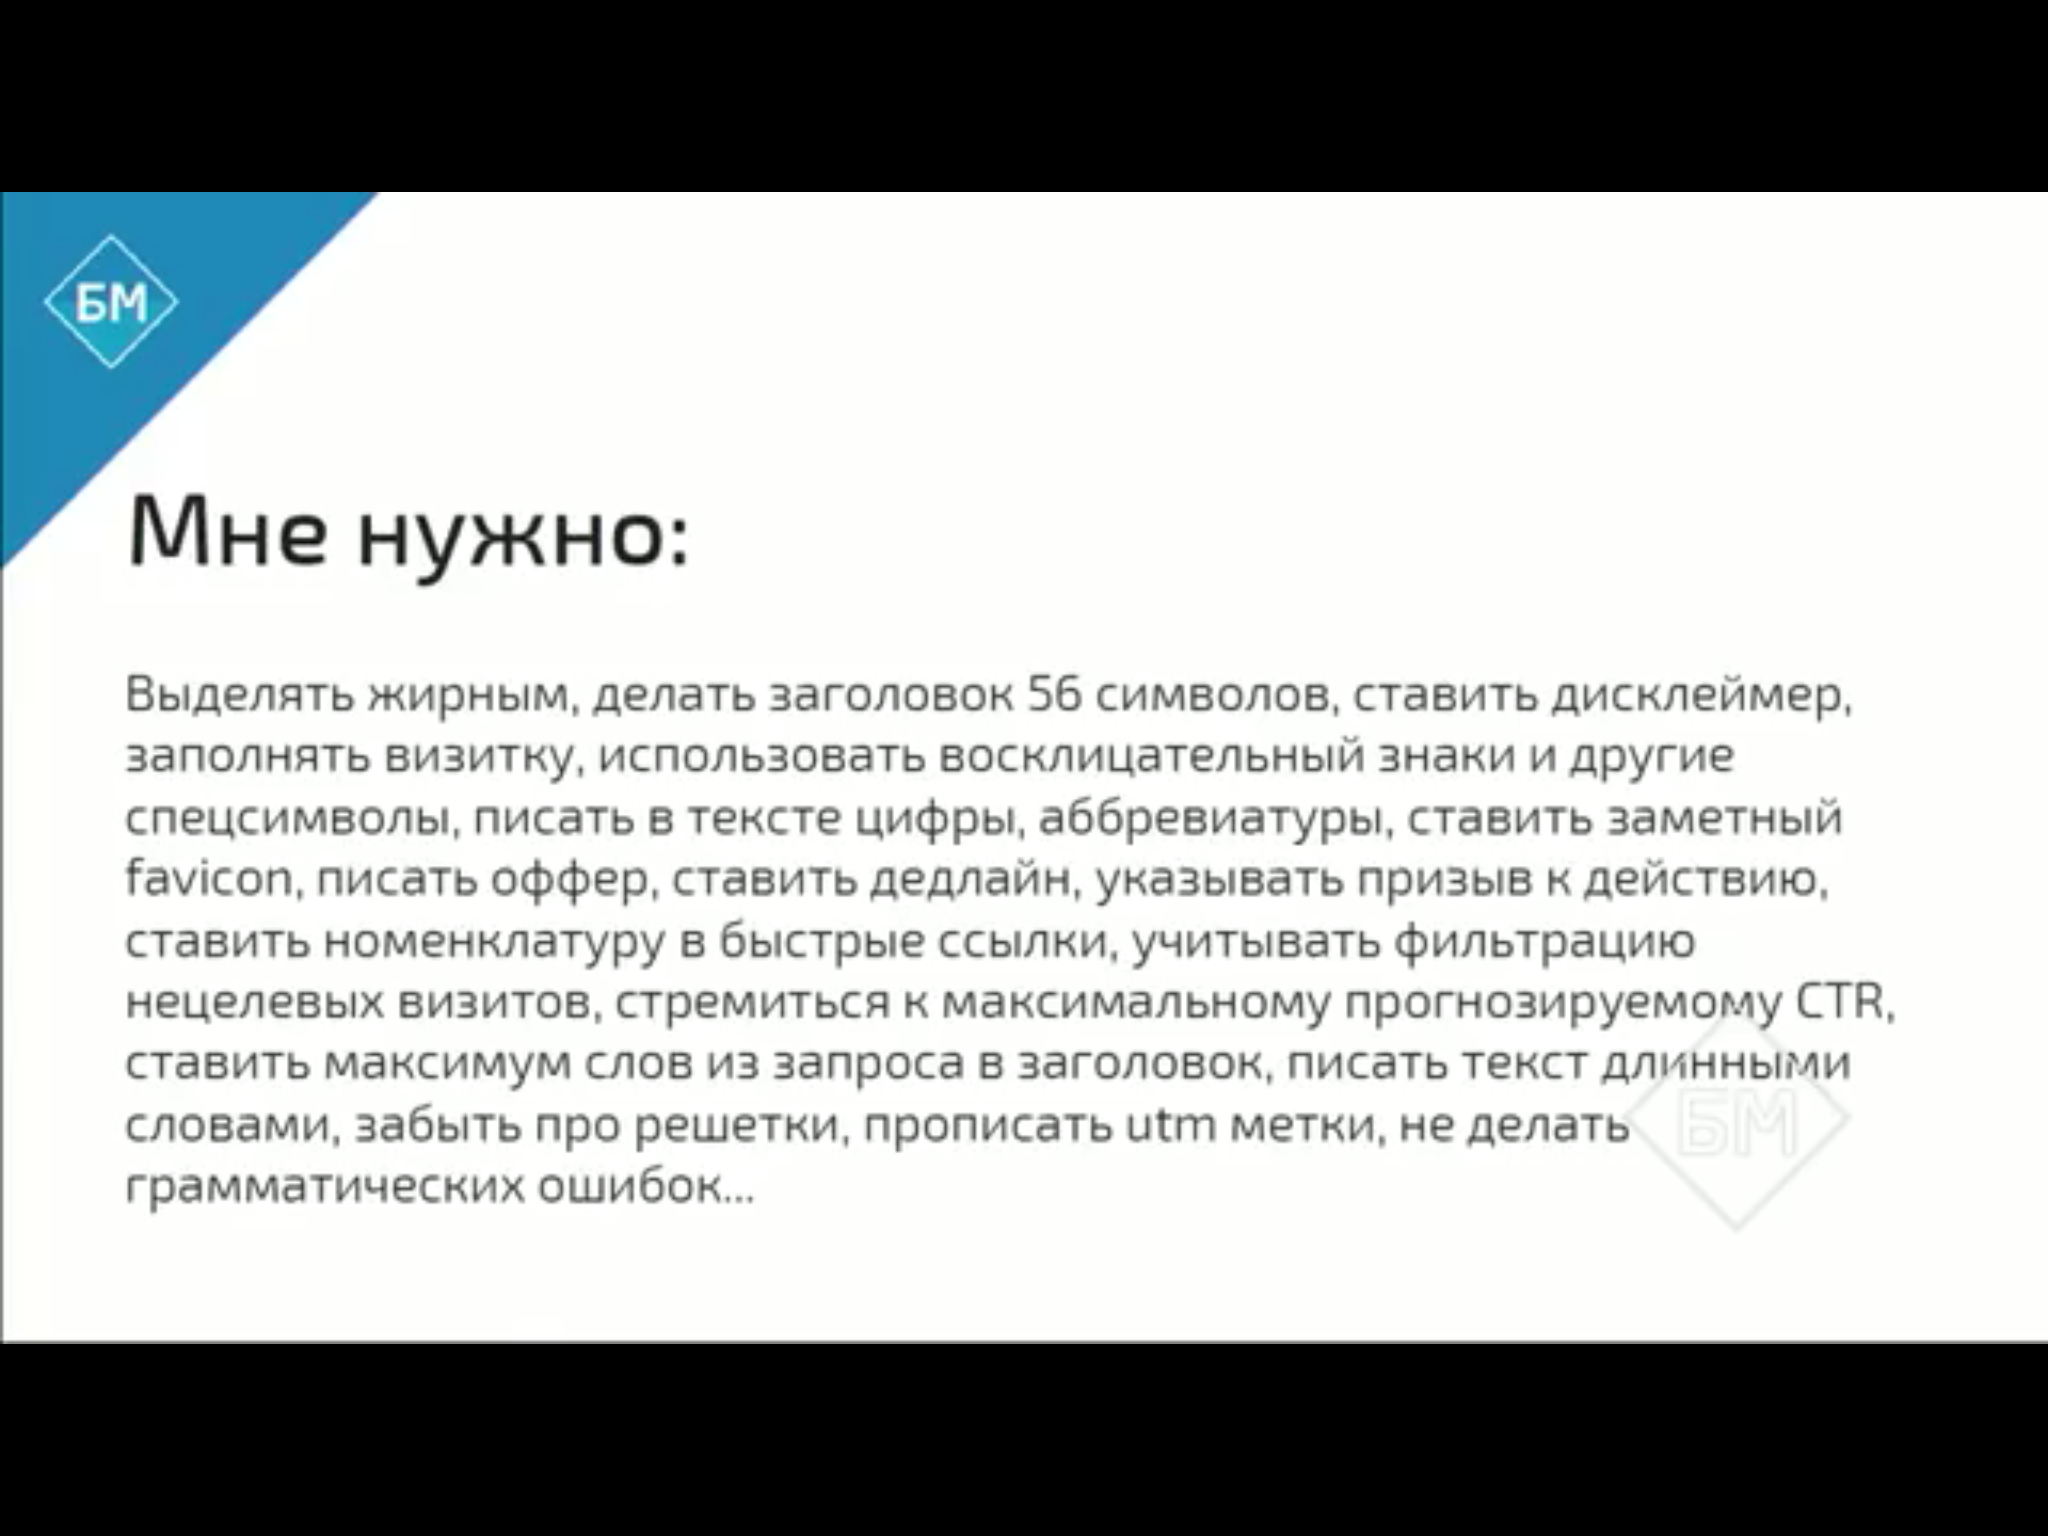 БМ
Мне нужно:
Выделять жирным, делать заголовок 56 символов, ставить дисклеймер,
заполнять визитку, использовать восклицательный знаки и другие
спецсимволы, писать в тексте цифры, аббревиатуры, ставить заметный
favicon, писать оффер, ставить дедлайн, указывать призыв к действию,
ставить номенклатуру в быстрые ссылки, учитывать фильтрацию
нецелевых визитов, стремиться к максимальному прогнозируемому CTR,
ставить максимум слов из запроса в заголовок, писать текст длинными
словами, забыть про решетки, прописать utm метки, не делать
грамматических ошибок...
БМ